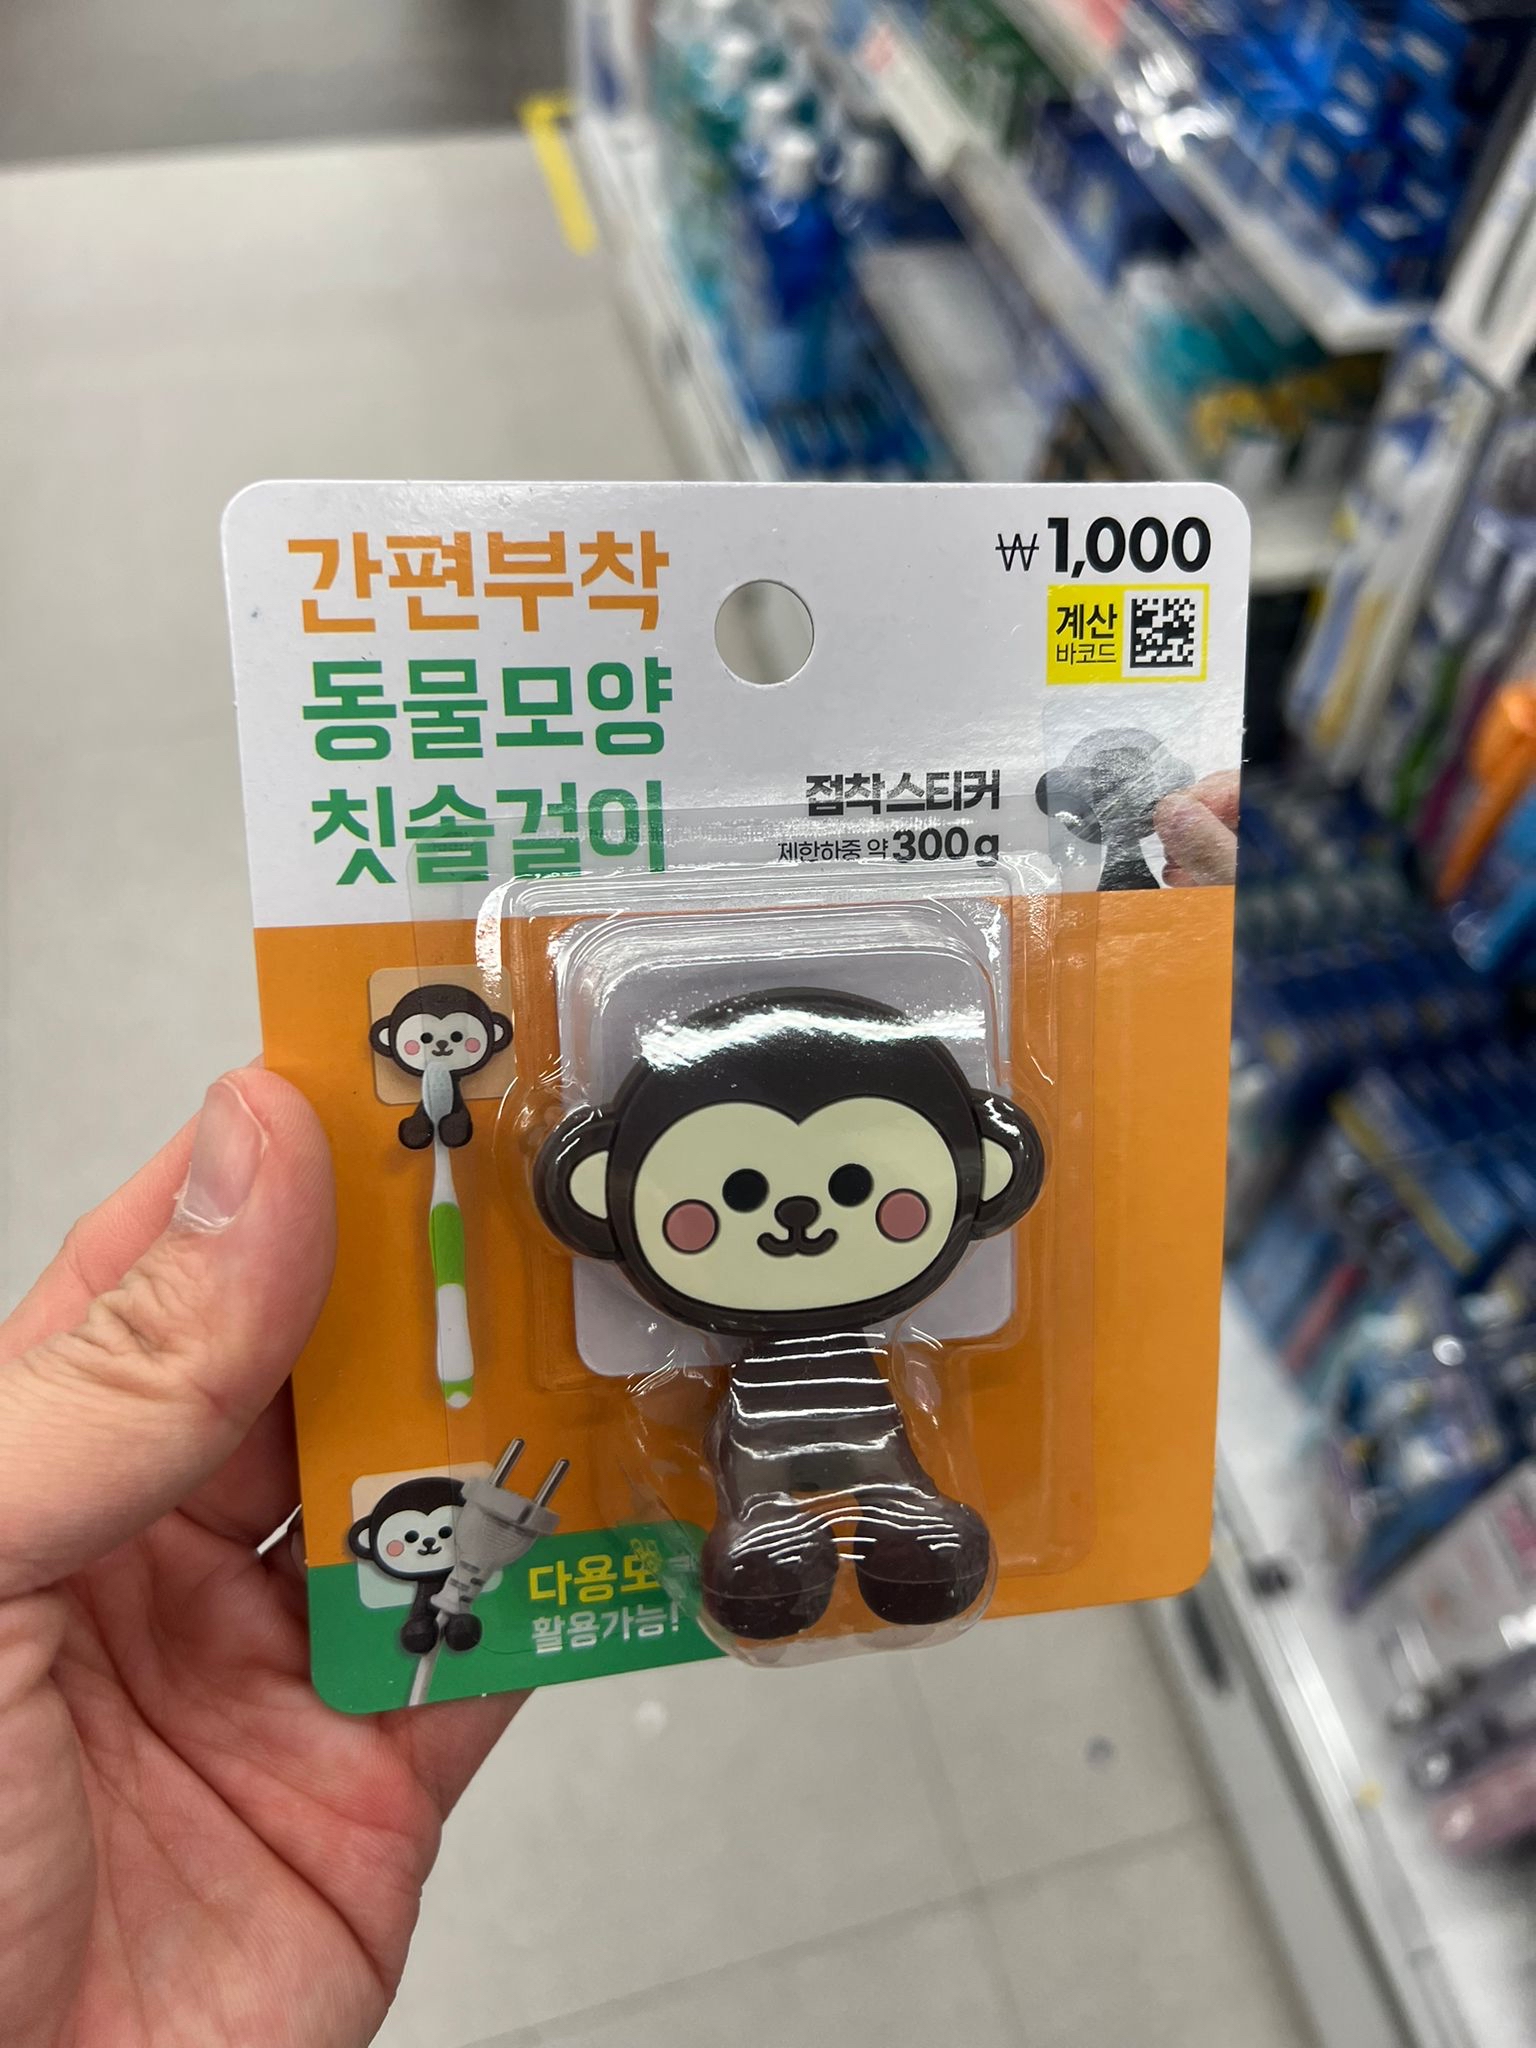 간편부착
동물모양
칫솔걸이
₩1,000
계산
바코드
접착스티커
제한하중 약 300g
활용가능!